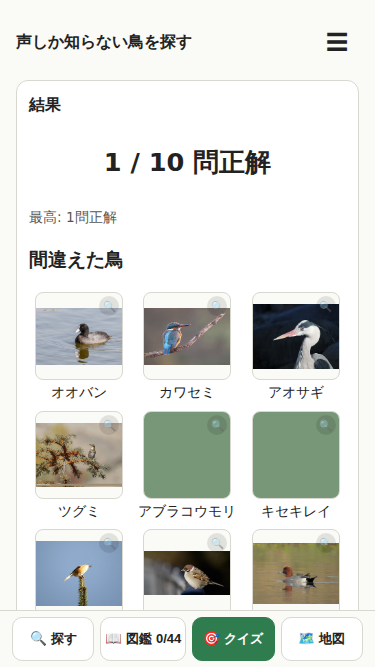 声しか知らない鳥を探す
結果
1 / 10 問正解
最高: 1問正解
間違えた鳥
オオバン カワセミ アオサギ
ツグミ アブラコウモリ キセキレイ
探す 図鑑 0/44 クイズ 地図